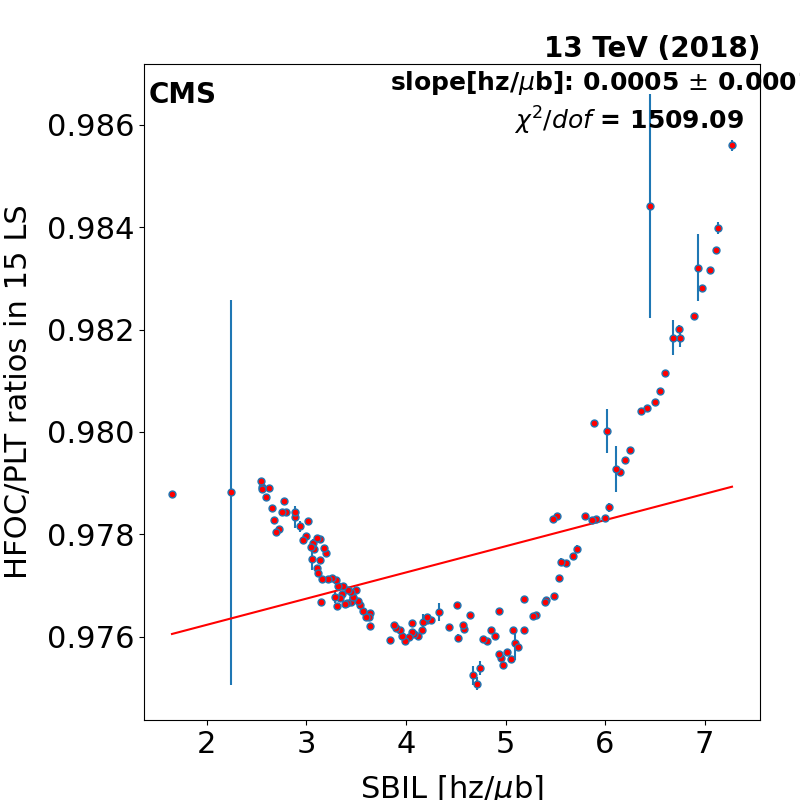 13 TeV (2018)
CMS
slope[hz/μb]: 0.0005 ± 0.000
χ²/dof = 1509.09
0.986
0.984
0.982
0.980
0.978
0.976
HFOC/PLT ratios in 15 LS
2 3 4 5 6 7
SBIL [hz/μb]